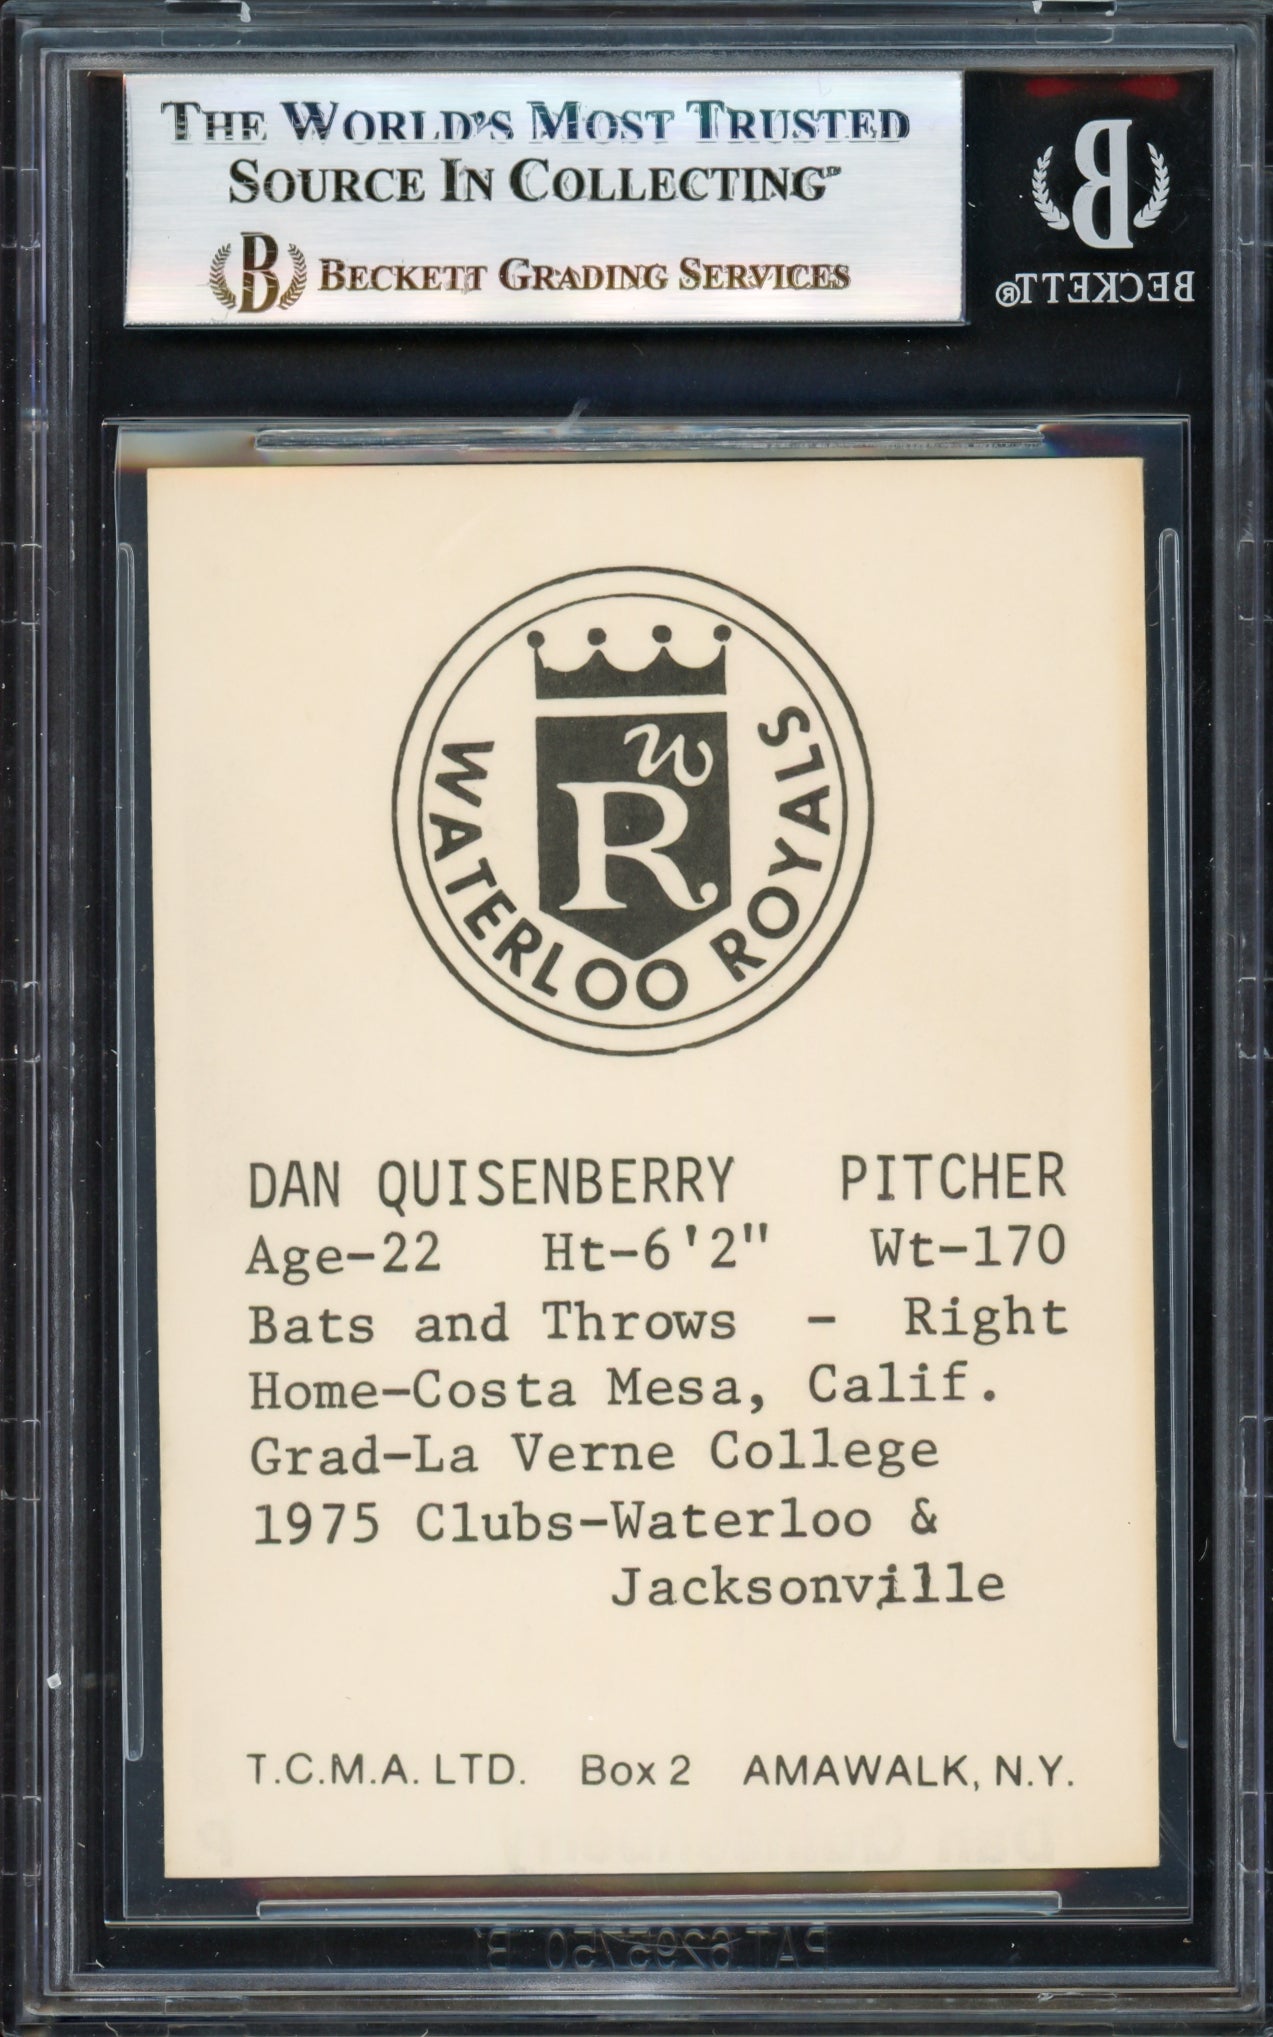 THE WORLD'S MOST TRUSTED
SOURCE IN COLLECTING
B BECKETT GRADING SERVICES
B
BECKETT®
W
R
WATERLOO ROYALS
DAN QUISENBERRY PITCHER
Age-22 Ht-6'2" Wt-170
Bats and Throws - Right
Home-Costa Mesa, Calif.
Grad-La Verne College
1975 Clubs-Waterloo &
Jacksonville
T.C.M.A. LTD. Box 2 AMAWALK, N.Y.